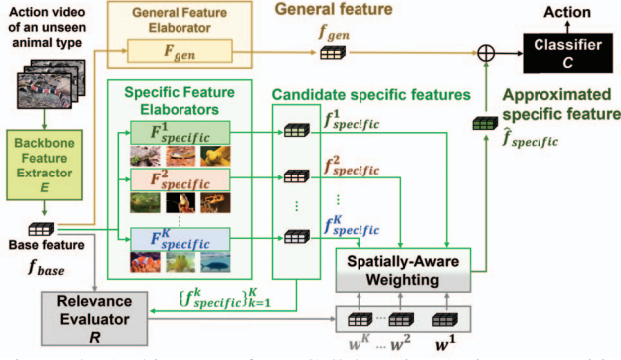 Action video
of an unseen
animal type
General Feature
Elaborator
F_gen
General feature
f_gen
Action
Classifier
C
Backbone
Feature
Extractor
E
Base feature
f_base
Specific Feature
Elaborators
F^1_specific
F^2_specific
F^K_specific
Candidate specific features
f^1_specific
f^2_specific
f^K_specific
Approximated
specific feature
f̂_specific
Spatially-Aware
Weighting
{f^k_specific}^K_k=1
Relevance
Evaluator
R
w^K ... w^2 w^1